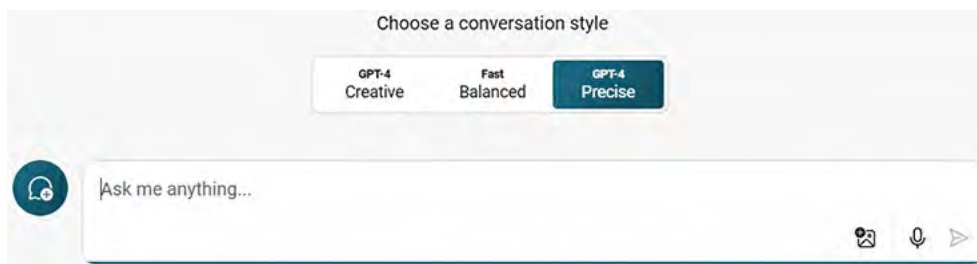 Choose a conversation style
GPT-4 Fast GPT-4
Creative Balanced Precise
Ask me anything...